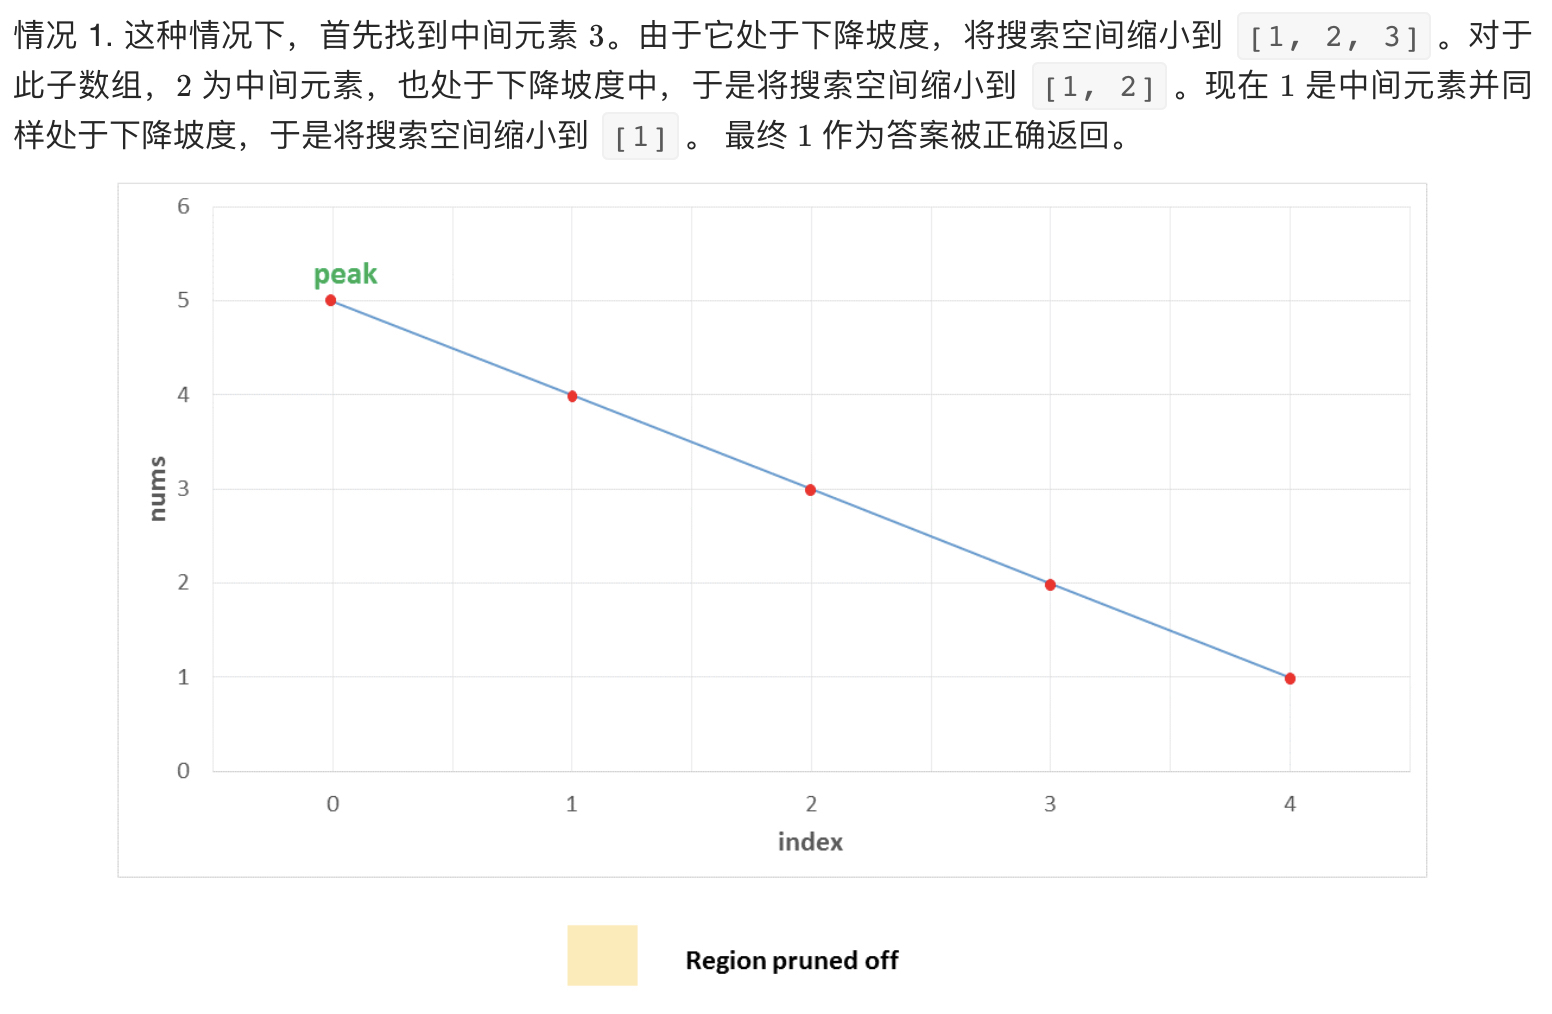 情况 1. 这种情况下，首先找到中间元素 3。由于它处于下降坡度，将搜索空间缩小到 [1, 2, 3] 。对于
此子数组，2 为中间元素，也处于下降坡度中，于是将搜索空间缩小到 [1, 2] 。现在 1 是中间元素并同
样处于下降坡度，于是将搜索空间缩小到 [1] 。 最终 1 作为答案被正确返回。
6
peak
5
4
3
2
1
0
nums
0 1 2 3 4
index
Region pruned off